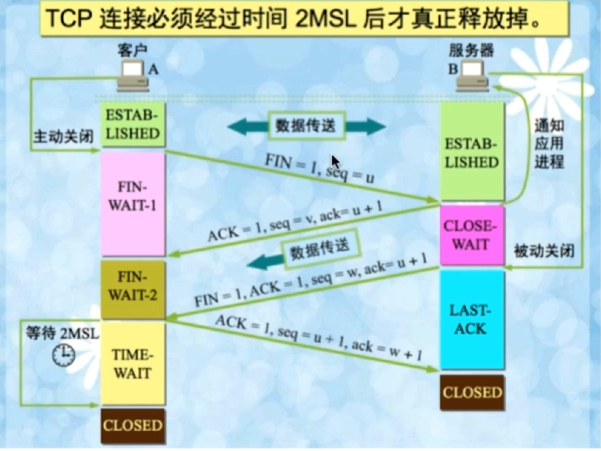 TCP 连接必须经过时间 2MSL 后才真正释放掉。
客户
服务器
A
B
ESTAB-
LISHED
数据传送
ESTAB-
LISHED
通知
应用
进程
主动关闭
FIN = 1, seq = u
FIN-
WAIT-1
ACK = 1, seq = v, ack= u + 1
CLOSE-
WAIT
数据传送
被动关闭
FIN-
WAIT-2
FIN = 1, ACK = 1, seq = w, ack= u + 1
LAST-
ACK
ACK = 1, seq = u + 1, ack = w + 1
等待 2MSL
TIME-
WAIT
CLOSED
CLOSED